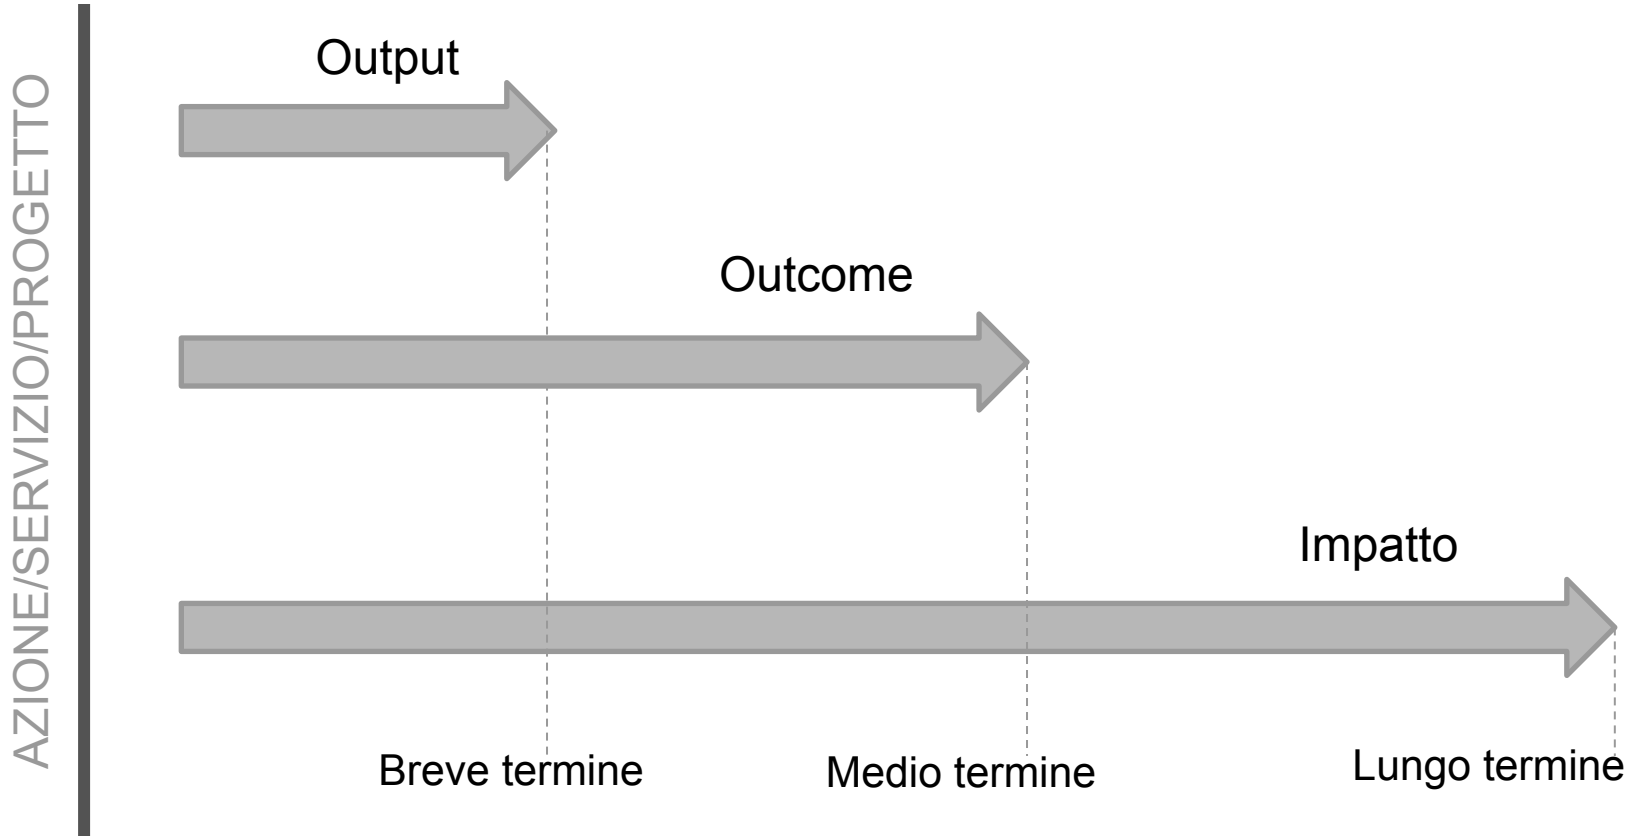 AZIONE/SERVIZIO/PROGETTO
Output
Outcome
Impatto
Breve termine
Medio termine
Lungo termine